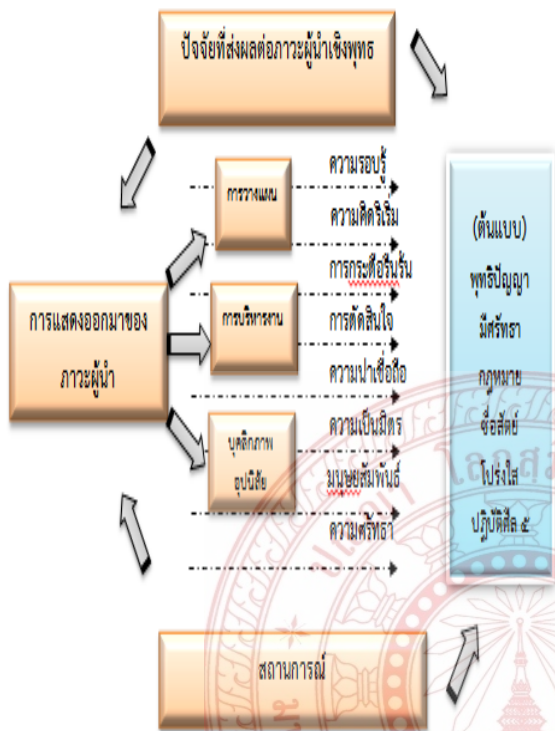 ปัจจัยที่ส่งผลต่อภาวะผู้นำเชิงพุทธ
การแสดงออกมาของ
ภาวะผู้นำ
การวางแผน
การบริหารงาน
บุคลิกภาพ
อุปนิสัย
ความรอบรู้
ความคิดริเริ่ม
การกระตือรือร้น
การตัดสินใจ
ความน่าเชื่อถือ
ความเป็นมิตร
มนุษยสัมพันธ์
ความศรัทธา
(ต้นแบบ)
พุทธิปัญญา
มีศรัทธา
กฎหมาย
ซื่อสัตย์
โปร่งใส
ปฏิบัติศีล ๕
สถานการณ์